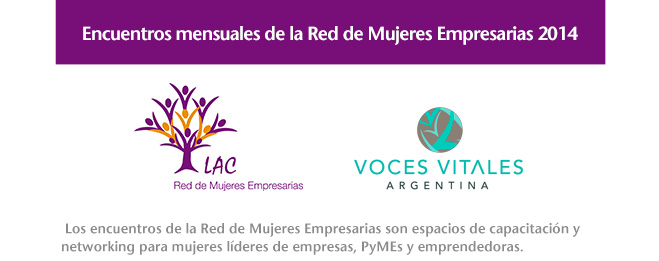 Encuentros mensuales de la Red de Mujeres Empresarias 2014
LAC
Red de Mujeres Empresarias
VOCES VITALES
ARGENTINA
Los encuentros de la Red de Mujeres Empresarias son espacios de capacitación y
networking para mujeres líderes de empresas, PyMEs y emprendedoras.